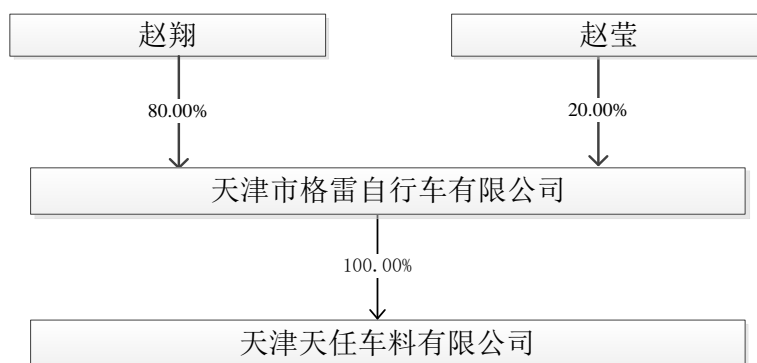 赵翔
赵莹
80.00%
20.00%
天津市格雷自行车有限公司
100.00%
天津天任车料有限公司